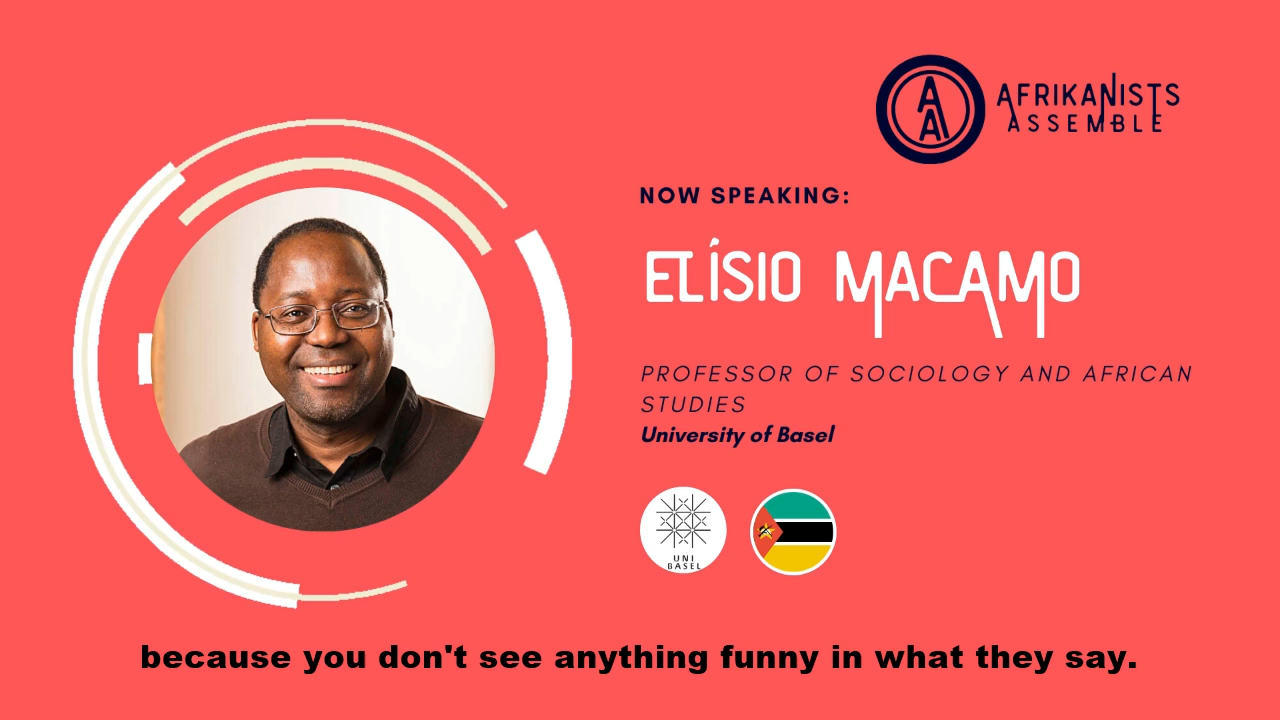 AA
AFRIKANISTS
ASSEMBLE
NOW SPEAKING:
ELÍSIO MACAMO
PROFESSOR OF SOCIOLOGY AND AFRICAN
STUDIES
University of Basel
UNI
BASEL
because you don't see anything funny in what they say.